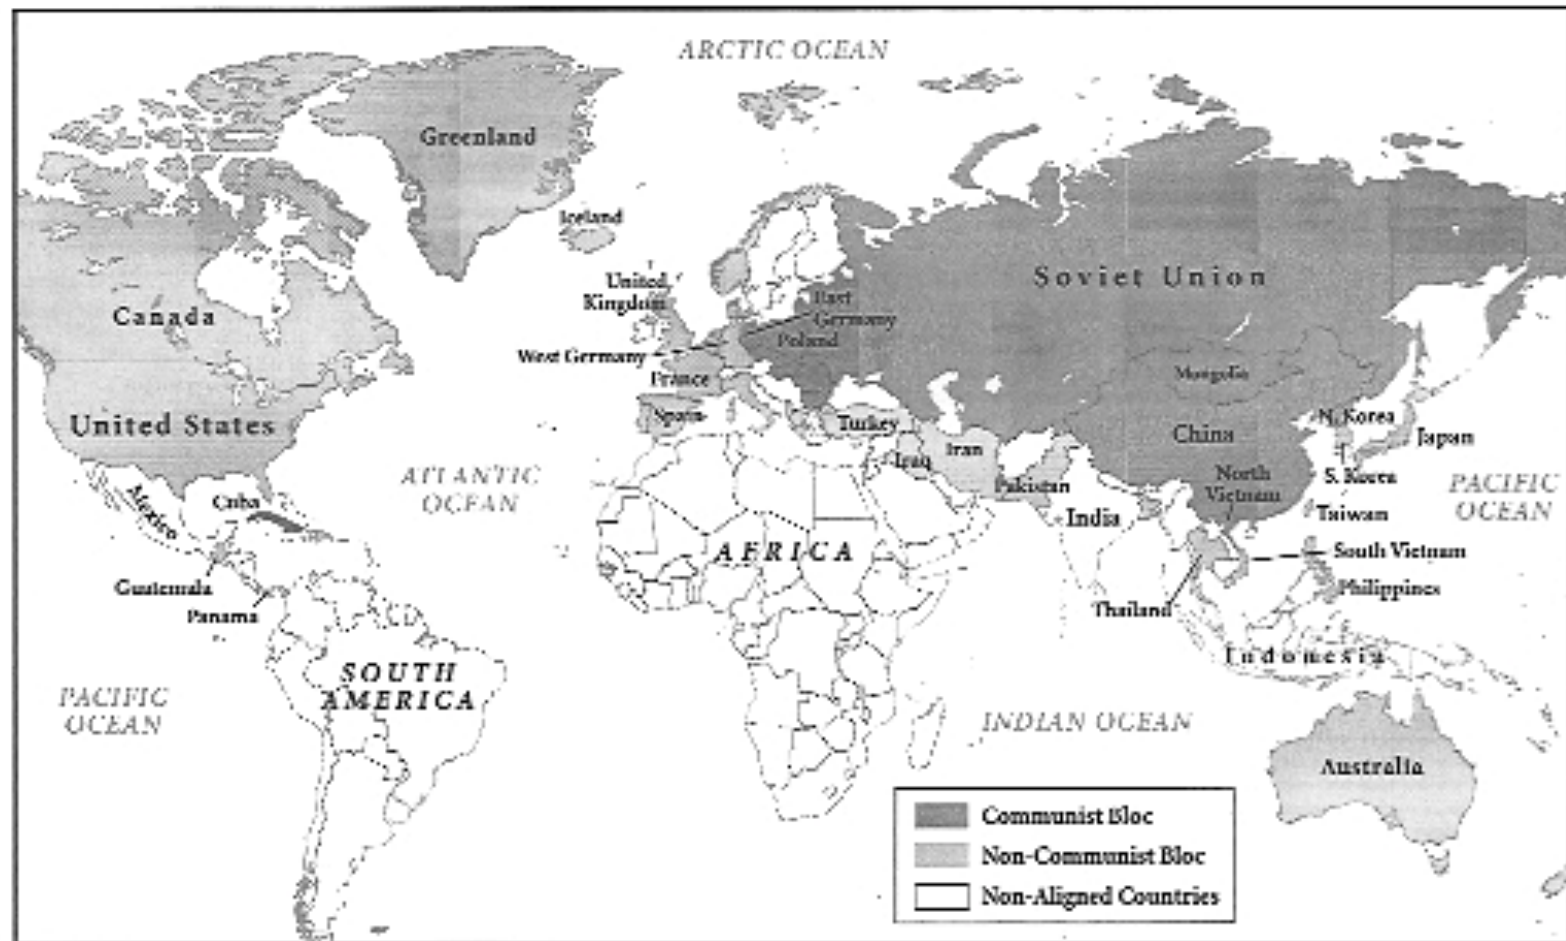 ARCTIC OCEAN
Greenland
Iceland
Soviet Union
United
Kingdom
East
Germany
Poland
Canada
West Germany
France
Mongolia
United States
Spain
Turkey
N. Korea
China
Japan
Iraq
Iran
ATLANTIC
OCEAN
Pakistan
North
Vietnam
S. Korea
PACIFIC
OCEAN
Mexico
Cuba
India
Taiwan
AFRICA
South Vietnam
Guatemala
Panama
Thailand
Philippines
Indonesia
SOUTH
AMERICA
PACIFIC
OCEAN
INDIAN OCEAN
Australia
Communist Bloc
Non-Communist Bloc
Non-Aligned Countries